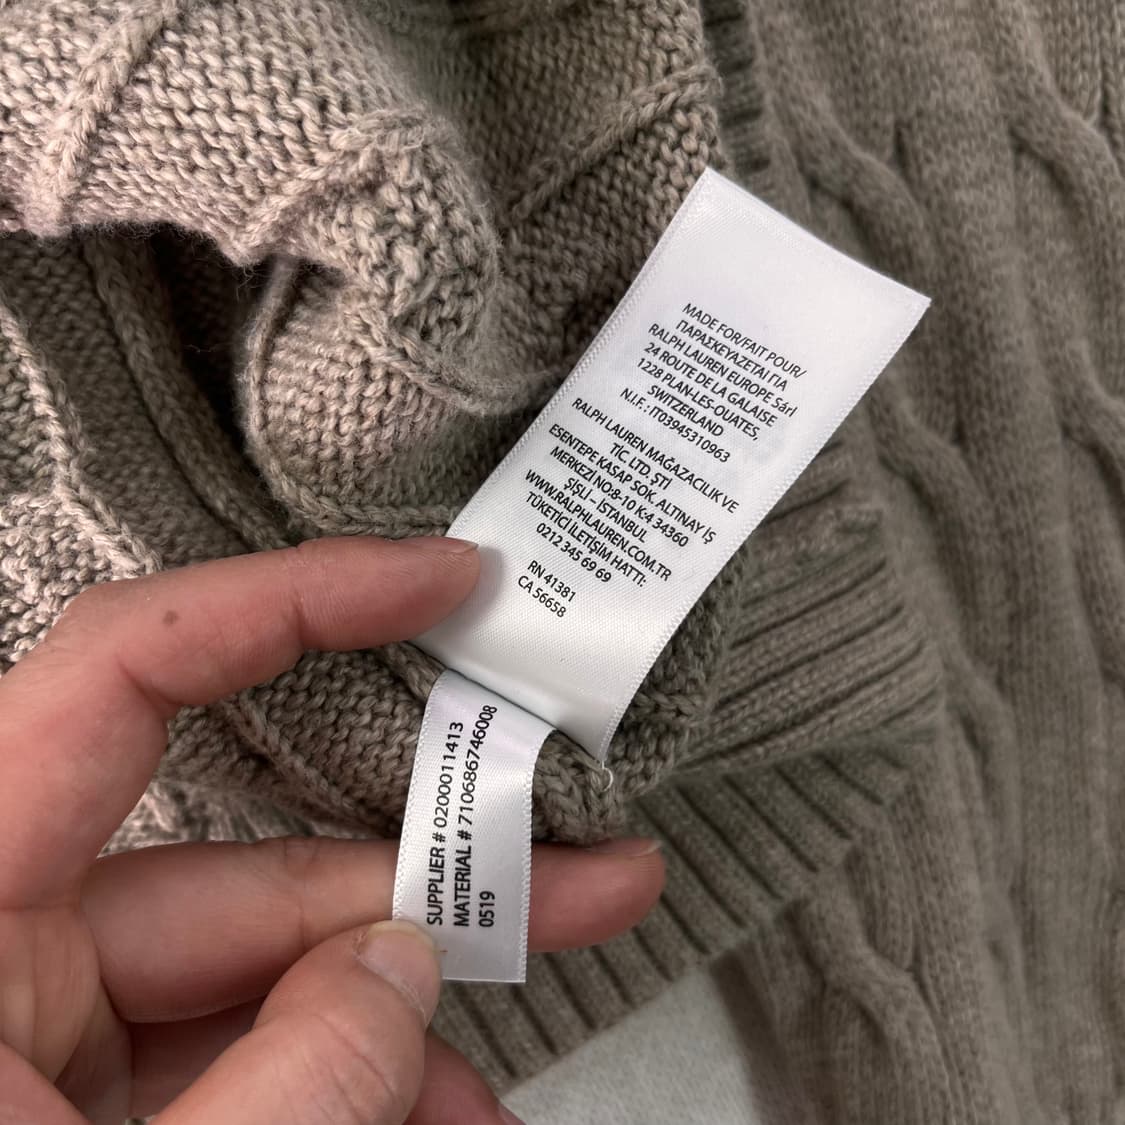 MADE FOR/FAIT POUR/
ΠΑΡΑΣΚΕΥΑΖΕΤΑΙ ΓΙΑ
RALPH LAUREN EUROPE Sárl
24 ROUTE DE LA GALAISE
1228 PLAN-LES-OUATES,
SWITZERLAND
N.I.F.: IT03945310963
RALPH LAUREN MAĞAZACILIK VE
TİC. LTD. ŞTİ
ESENTEPE KASAP SOK. ALTINAY İŞ
MERKEZİ NO:8-10 K:4 34360
ŞİŞLİ – İSTANBUL
WWW.RALPHLAUREN.COM.TR
TÜKETİCİ İLETİŞİM HATTI:
0212 345 69 69
RN 41381
CA 56658
SUPPLIER # 0200011413
MATERIAL # 710686746008
0519